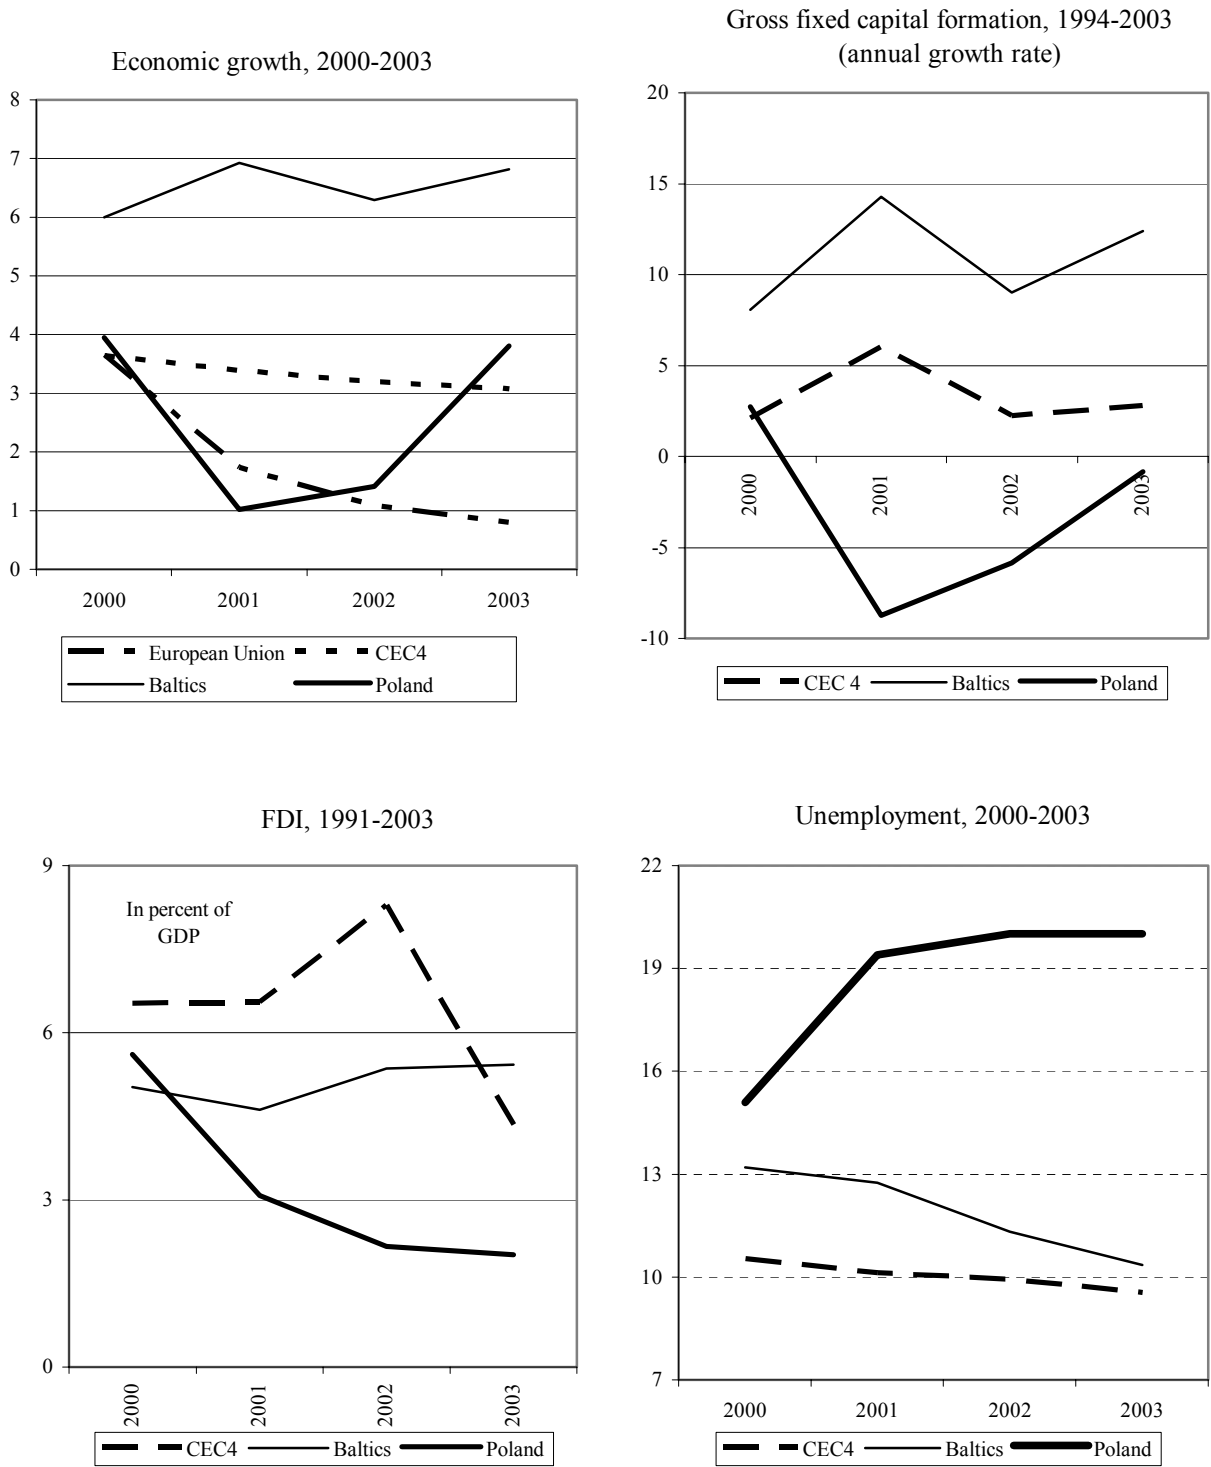 Economic growth, 2000-2003
8
7
6
5
4
3
2
1
0
2000 2001 2002 2003
European Union CEC4
Baltics Poland
Gross fixed capital formation, 1994-2003
(annual growth rate)
20
15
10
5
0
-5
-10
2000 2001 2002 2003
CEC 4 Baltics Poland
FDI, 1991-2003
In percent of
GDP
9
6
3
0
2000 2001 2002 2003
CEC4 Baltics Poland
Unemployment, 2000-2003
22
19
16
13
10
7
2000 2001 2002 2003
CEC4 Baltics Poland